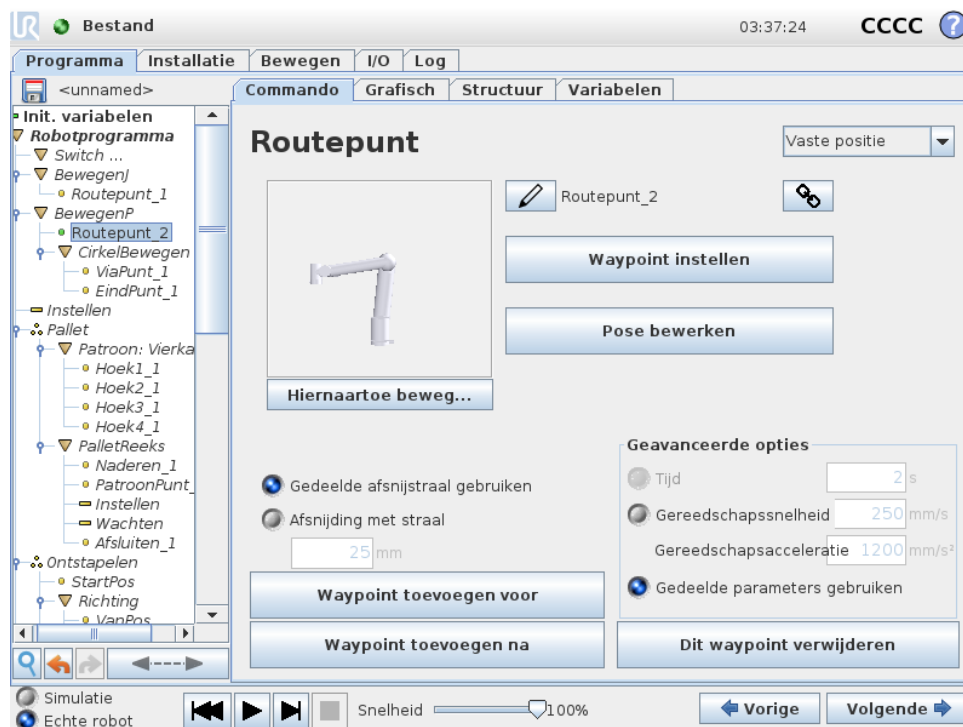 UR Bestand 03:37:24 CCCC ?
Programma Installatie Bewegen I/O Log
<unnamed> Commando Grafisch Structuur Variabelen
Init. variabelen
Robotprogramma
Switch ...
BewegenJ
Routepunt_1
BewegenP
Routepunt_2
CirkelBewegen
ViaPunt_1
EindPunt_1
Instellen
Pallet
Patroon: Vierka
Hoek1_1
Hoek2_1
Hoek3_1
Hoek4_1
PalletReeks
Naderen_1
PatroonPunt_
Instellen
Wachten
Afsluiten_1
Ontstapelen
StartPos
Richting
VanPos
Routepunt
Vaste positie
Routepunt_2
Waypoint instellen
Pose bewerken
Hiernaartoe beweg...
Gedeelde afsnijstraal gebruiken
Afsnijding met straal
25 mm
Geavanceerde opties
Tijd 2 s
Gereedschapssnelheid 250 mm/s
Gereedschapsacceleratie 1200 mm/s²
Gedeelde parameters gebruiken
Waypoint toevoegen voor
Waypoint toevoegen na
Dit waypoint verwijderen
Simulatie
Echte robot
Snelheid 100%
Vorige
Volgende